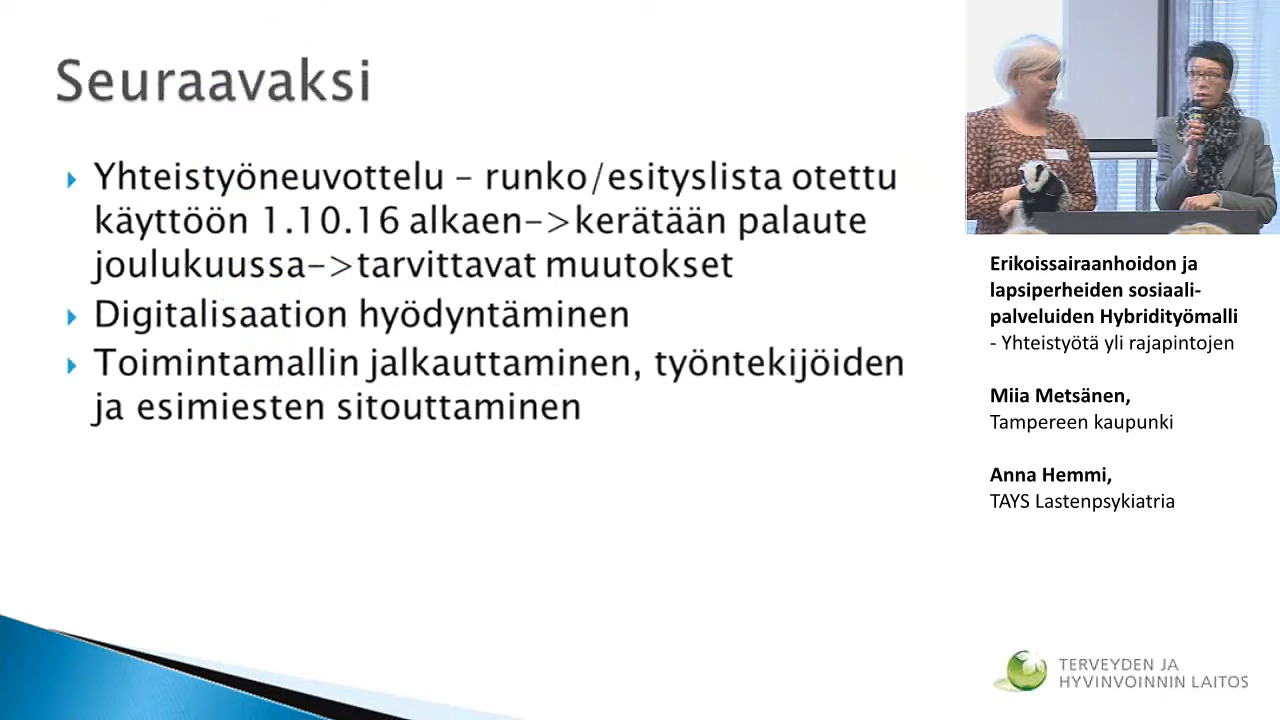 Seuraavaksi
Yhteistyöneuvottelu – runko/esityslista otettu
käyttöön 1.10.16 alkaen->kerätään palaute
joulukuussa->tarvittavat muutokset
Digitalisaation hyödyntäminen
Toimintamallin jalkauttaminen, työntekijöiden
ja esimiesten sitouttaminen
Erikoissairaanhoidon ja
lapsiperheiden sosiaali-
palveluiden Hybridityömalli
- Yhteistyötä yli rajapintojen
Miia Metsänen,
Tampereen kaupunki
Anna Hemmi,
TAYS Lastenpsykiatria
TERVEYDEN JA
HYVINVOINNIN LAITOS